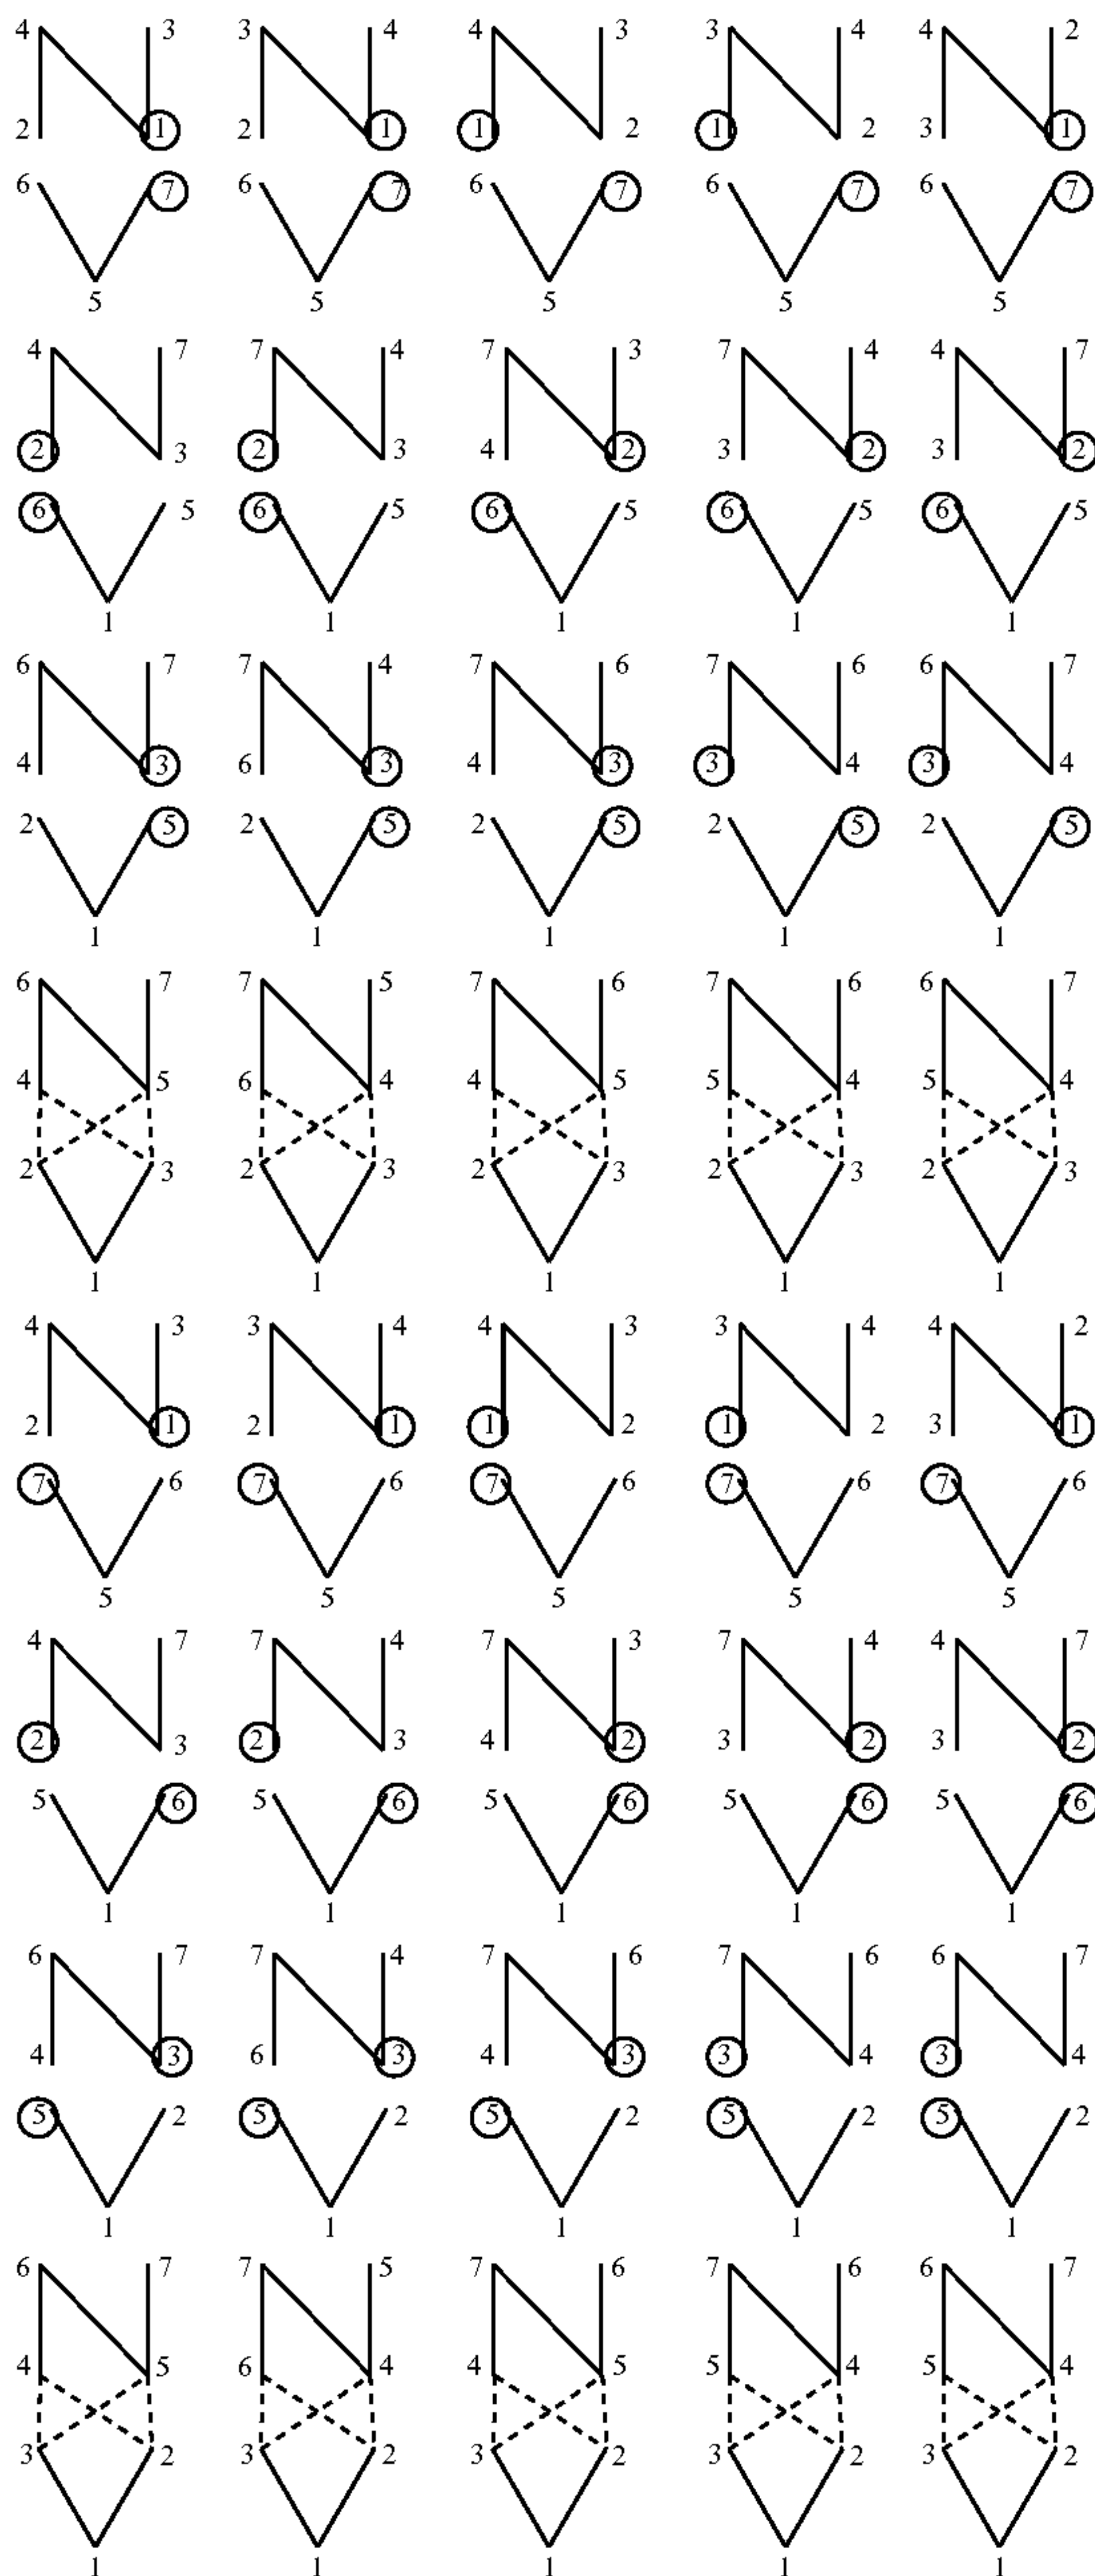 4 3 3 4 4 3 3 4 4 2
2 1 2 1 1 2 1 2 3 1
6 7 6 7 6 7 6 7 6 7
5 5 5 5 5
4 7 7 4 7 3 7 4 4 7
2 3 2 3 4 2 3 2 3 2
6 5 6 5 6 5 6 5 6 5
1 1 1 1 1
6 7 7 4 7 6 7 6 6 7
4 3 6 3 4 3 3 4 3 4
2 5 2 5 2 5 2 5 2 5
1 1 1 1 1
6 7 7 5 7 6 7 6 6 7
4 5 6 4 4 5 5 4 5 4
2 3 2 3 2 3 2 3 2 3
1 1 1 1 1
4 3 3 4 4 3 3 4 4 2
2 1 2 1 1 2 1 2 3 1
7 6 7 6 7 6 7 6 7 6
5 5 5 5 5
4 7 7 4 7 3 7 4 4 7
2 3 2 3 4 2 3 2 3 2
5 6 5 6 5 6 5 6 5 6
1 1 1 1 1
6 7 7 4 7 6 7 6 6 7
4 3 6 3 4 3 3 4 3 4
5 2 5 2 5 2 5 2 5 2
1 1 1 1 1
6 7 7 5 7 6 7 6 6 7
4 5 6 4 4 5 5 4 5 4
3 2 3 2 3 2 3 2 3 2
1 1 1 1 1